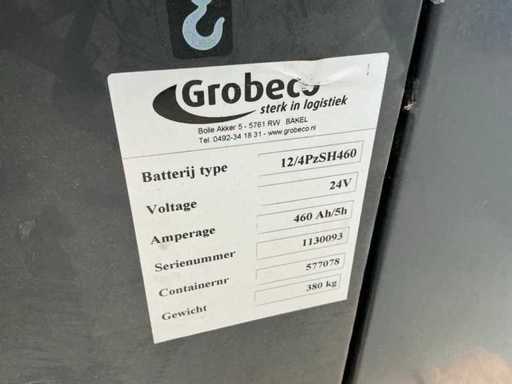 Grobeco
sterk in logistiek
Bolle Akker 5 - 5761 RW BAKEL
Tel. 0492-34 18 31 - www.grobeco.nl
Batterij type 12/4PzSH460
Voltage 24V
Amperage 460 Ah/5h
Serienummer 1130093
Containernr 577078
Gewicht 380 kg